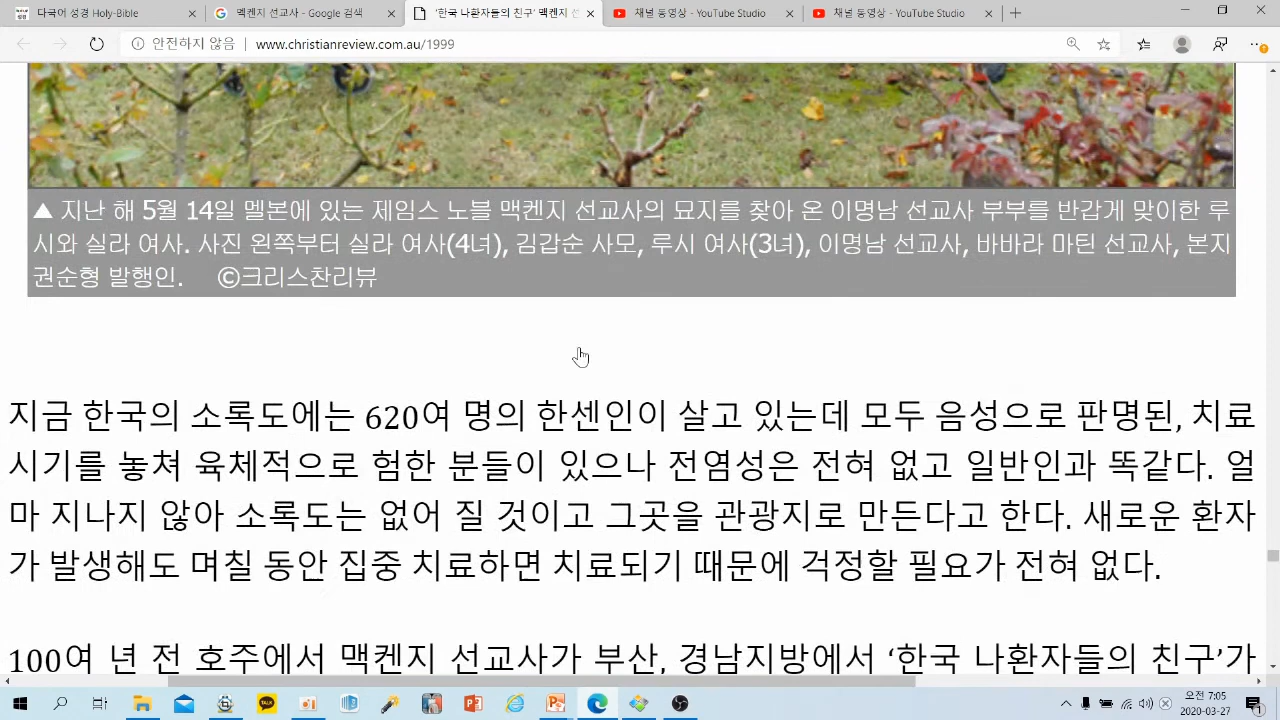 다국어 성경 Holy-Bible
맥켄지 선교사 - Google 검색
'한국 나환자들의 친구' 맥켄지 선
채널 동영상 - YouTube Studio
채널 동영상 - YouTube Studio
안전하지 않음
www.christianreview.com.au/1999
▲ 지난 해 5월 14일 멜본에 있는 제임스 노블 맥켄지 선교사의 묘지를 찾아 온 이명남 선교사 부부를 반갑게 맞이한 루
시와 실라 여사. 사진 왼쪽부터 실라 여사(4녀), 김갑순 사모, 루시 여사(3녀), 이명남 선교사, 바바라 마틴 선교사, 본지
권순형 발행인. ©크리스찬리뷰
지금 한국의 소록도에는 620여 명의 한센인이 살고 있는데 모두 음성으로 판명된, 치료
시기를 놓쳐 육체적으로 험한 분들이 있으나 전염성은 전혀 없고 일반인과 똑같다. 얼
마 지나지 않아 소록도는 없어 질 것이고 그곳을 관광지로 만든다고 한다. 새로운 환자
가 발생해도 며칠 동안 집중 치료하면 치료되기 때문에 걱정할 필요가 전혀 없다.
100여 년 전 호주에서 맥켄지 선교사가 부산, 경남지방에서 '한국 나환자들의 친구'가
TALK
오전 7:05
2020-03-27
1